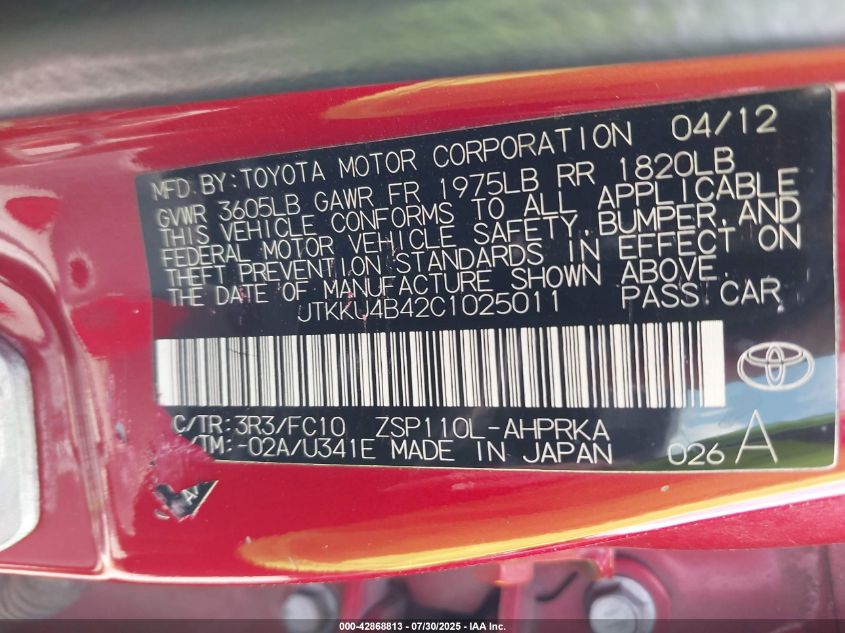 MFD. BY: TOYOTA MOTOR CORPORATION 04/12
GVWR 3605LB GAWR FR 1975LB RR 1820LB
THIS VEHICLE CONFORMS TO ALL APPLICABLE
FEDERAL MOTOR VEHICLE SAFETY, BUMPER, AND
THEFT PREVENTION STANDARDS IN EFFECT ON
THE DATE OF MANUFACTURE SHOWN ABOVE.
JTKKU4B42C1025011 PASS CAR
C/TR: 3R3/FC10 ZSP110L-AHPRKA
/TM: -02A/U341E MADE IN JAPAN 026 A
000-42868813 / 07/30/2025 / IAA Inc.